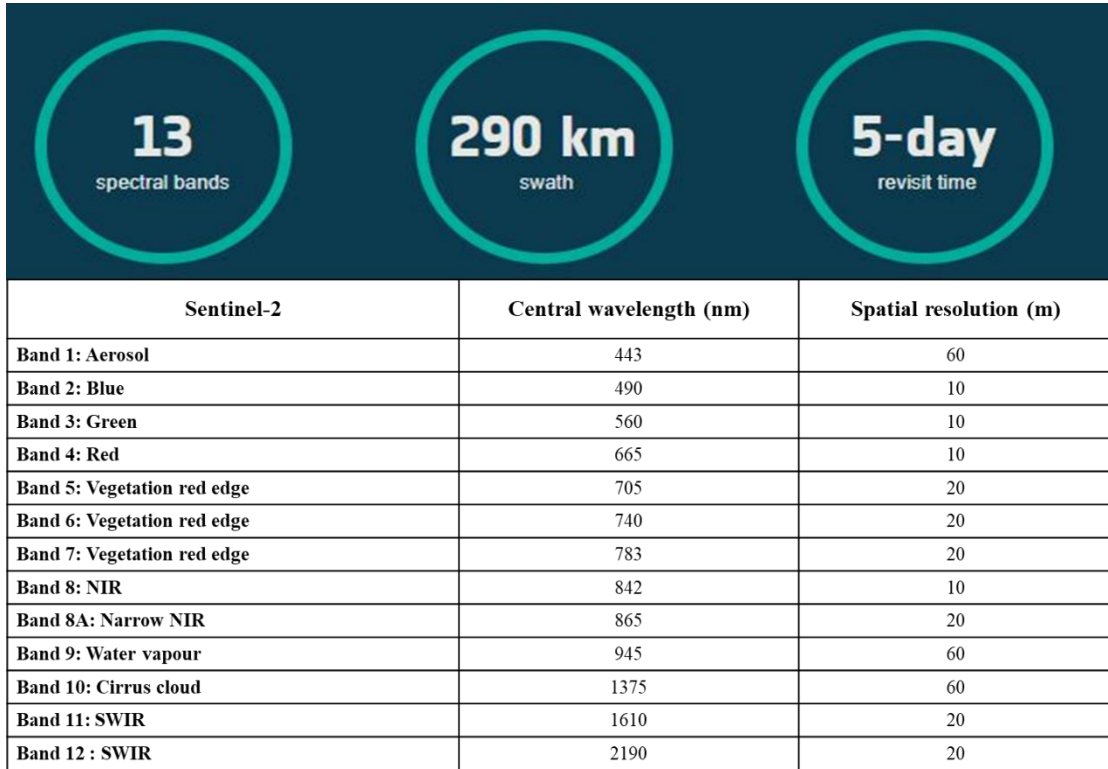 13
spectral bands
290 km
swath
5-day
revisit time
Sentinel-2 Central wavelength (nm) Spatial resolution (m)
Band 1: Aerosol 443 60
Band 2: Blue 490 10
Band 3: Green 560 10
Band 4: Red 665 10
Band 5: Vegetation red edge 705 20
Band 6: Vegetation red edge 740 20
Band 7: Vegetation red edge 783 20
Band 8: NIR 842 10
Band 8A: Narrow NIR 865 20
Band 9: Water vapour 945 60
Band 10: Cirrus cloud 1375 60
Band 11: SWIR 1610 20
Band 12 : SWIR 2190 20